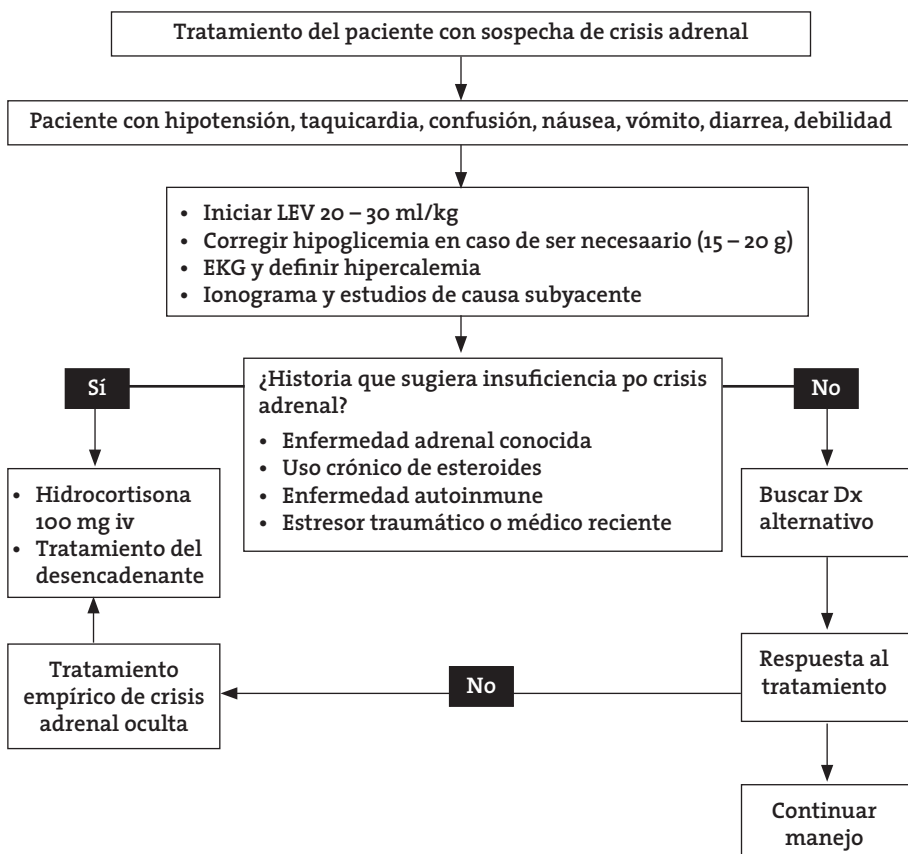 Tratamiento del paciente con sospecha de crisis adrenal
Paciente con hipotensión, taquicardia, confusión, náusea, vómito, diarrea, debilidad
• Iniciar LEV 20 – 30 ml/kg
• Corregir hipoglicemia en caso de ser necesaario (15 – 20 g)
• EKG y definir hipercalemia
• Ionograma y estudios de causa subyacente
Sí
¿Historia que sugiera insuficiencia po crisis
adrenal?
• Enfermedad adrenal conocida
• Uso crónico de esteroides
• Enfermedad autoinmune
• Estresor traumático o médico reciente
No
• Hidrocortisona
100 mg iv
• Tratamiento del
desencadenante
Buscar Dx
alternativo
Tratamiento
empírico de crisis
adrenal oculta
No
Respuesta al
tratamiento
Continuar
manejo